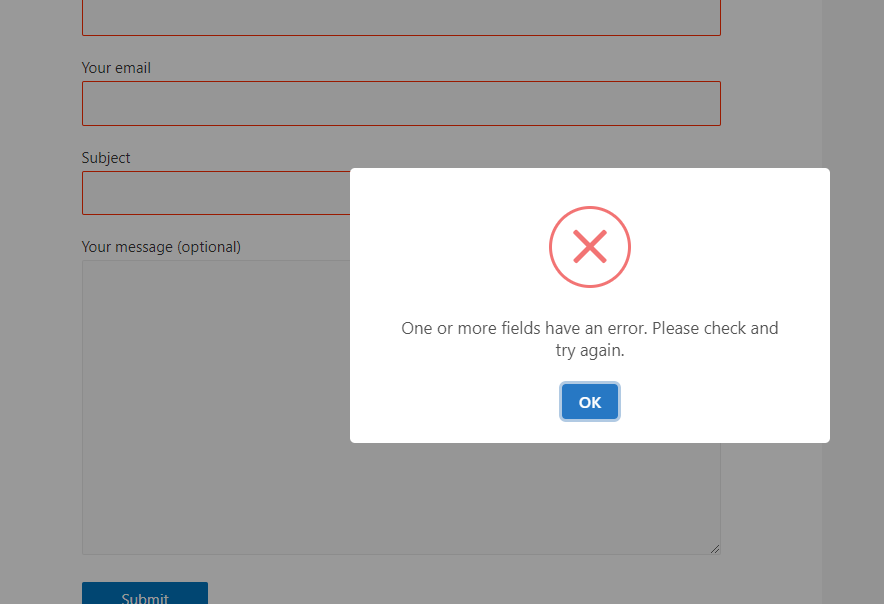 Your email
Subject
Your message (optional)
One or more fields have an error. Please check and
try again.
OK
Submit